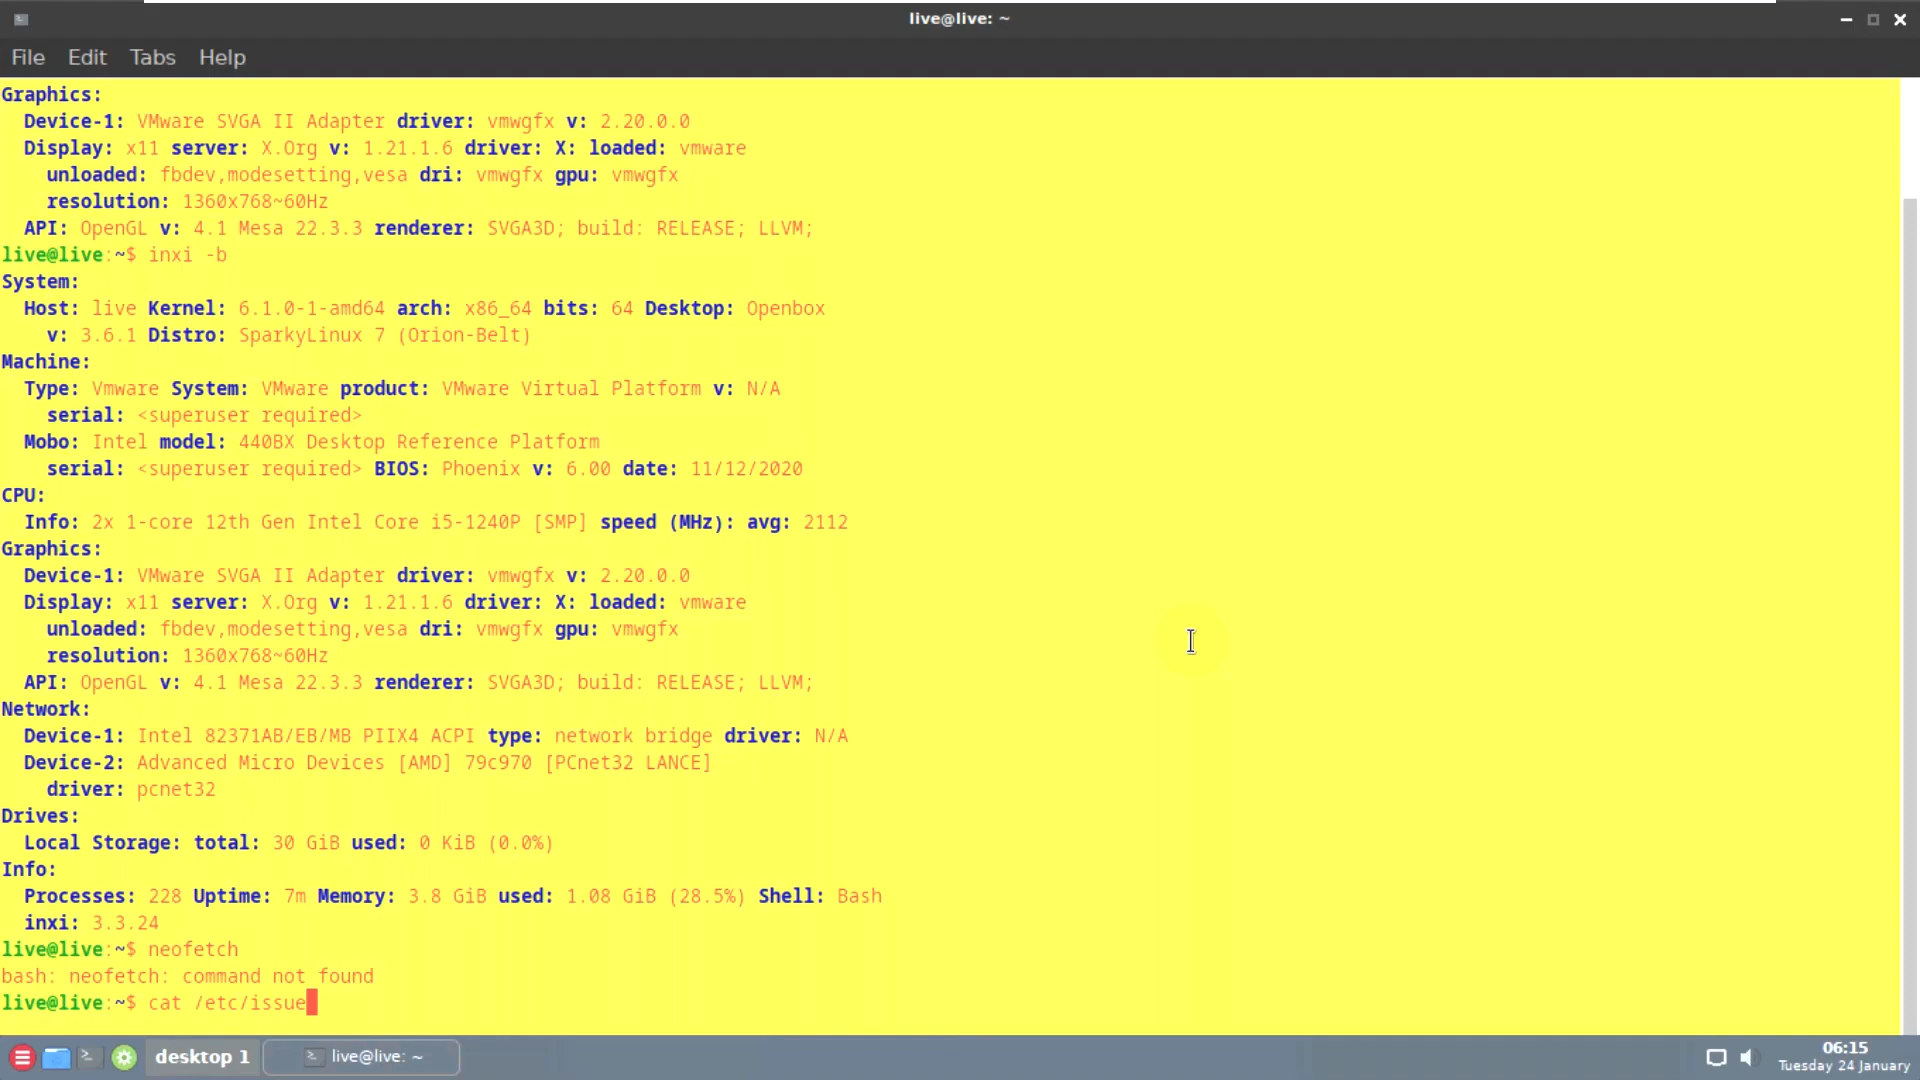 live@live: ~
File Edit Tabs Help
Graphics:
Device-1: VMware SVGA II Adapter driver: vmwgfx v: 2.20.0.0
Display: x11 server: X.Org v: 1.21.1.6 driver: X: loaded: vmware
unloaded: fbdev,modesetting,vesa dri: vmwgfx gpu: vmwgfx
resolution: 1360x768~60Hz
API: OpenGL v: 4.1 Mesa 22.3.3 renderer: SVGA3D; build: RELEASE; LLVM;
live@live:~$ inxi -b
System:
Host: live Kernel: 6.1.0-1-amd64 arch: x86_64 bits: 64 Desktop: Openbox
v: 3.6.1 Distro: SparkyLinux 7 (Orion-Belt)
Machine:
Type: Vmware System: VMware product: VMware Virtual Platform v: N/A
serial: <superuser required>
Mobo: Intel model: 440BX Desktop Reference Platform
serial: <superuser required> BIOS: Phoenix v: 6.00 date: 11/12/2020
CPU:
Info: 2x 1-core 12th Gen Intel Core i5-1240P [SMP] speed (MHz): avg: 2112
Graphics:
Device-1: VMware SVGA II Adapter driver: vmwgfx v: 2.20.0.0
Display: x11 server: X.Org v: 1.21.1.6 driver: X: loaded: vmware
unloaded: fbdev,modesetting,vesa dri: vmwgfx gpu: vmwgfx
resolution: 1360x768~60Hz
API: OpenGL v: 4.1 Mesa 22.3.3 renderer: SVGA3D; build: RELEASE; LLVM;
Network:
Device-1: Intel 82371AB/EB/MB PIIX4 ACPI type: network bridge driver: N/A
Device-2: Advanced Micro Devices [AMD] 79c970 [PCnet32 LANCE]
driver: pcnet32
Drives:
Local Storage: total: 30 GiB used: 0 KiB (0.0%)
Info:
Processes: 228 Uptime: 7m Memory: 3.8 GiB used: 1.08 GiB (28.5%) Shell: Bash
inxi: 3.3.24
live@live:~$ neofetch
bash: neofetch: command not found
live@live:~$ cat /etc/issue
desktop 1 live@live: ~ 06:15
Tuesday 24 January